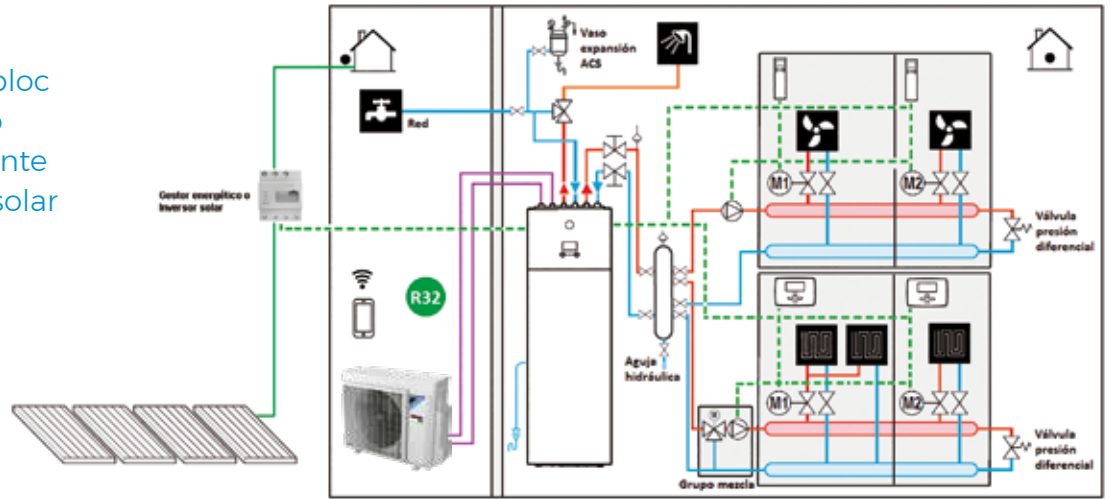 bloc
nte
solar
Gestor energético o
Inversor solar
Red
Vaso
expansión
ACS
R32
Aguja
hidráulica
Grupo mezcla
M1
M2
Válvula
presión
diferencial
M1
M2
Válvula
presión
diferencial